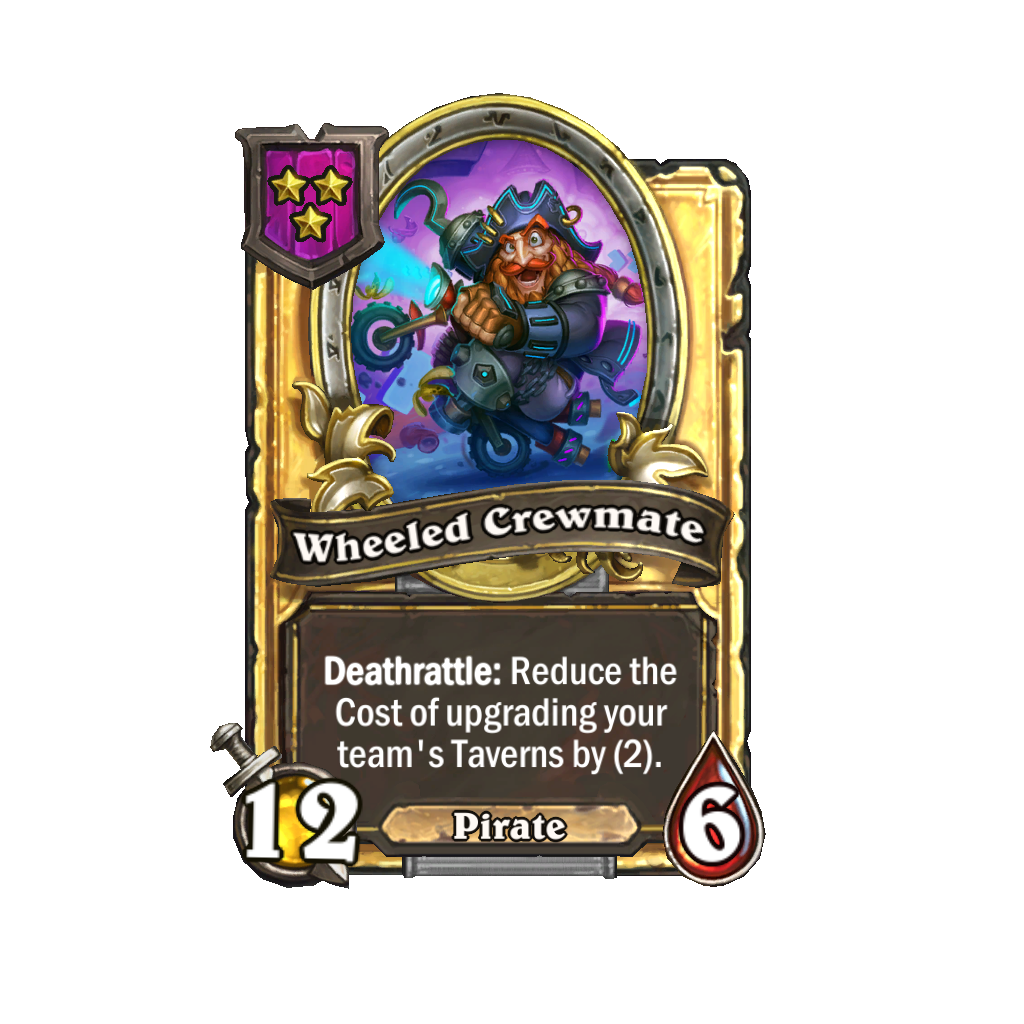 Wheeled Crewmate
Deathrattle: Reduce the
Cost of upgrading your
team's Taverns by (2).
12
Pirate
6